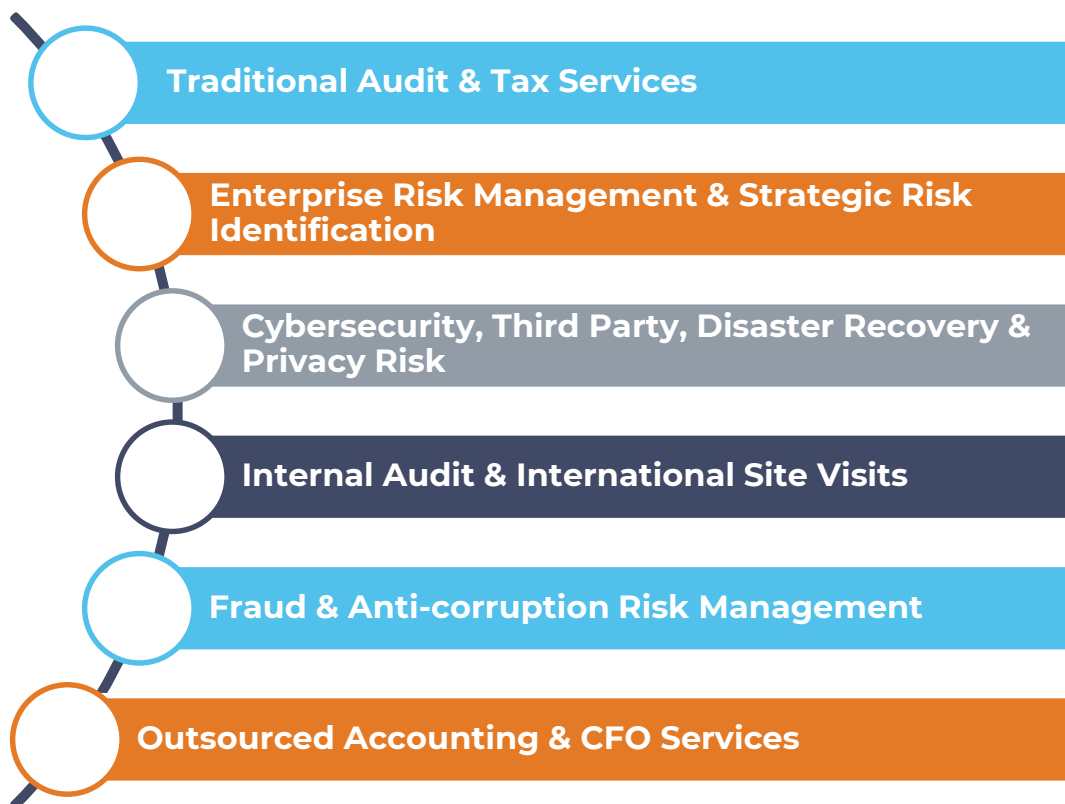 Traditional Audit & Tax Services
Enterprise Risk Management & Strategic Risk
Identification
Cybersecurity, Third Party, Disaster Recovery &
Privacy Risk
Internal Audit & International Site Visits
Fraud & Anti-corruption Risk Management
Outsourced Accounting & CFO Services